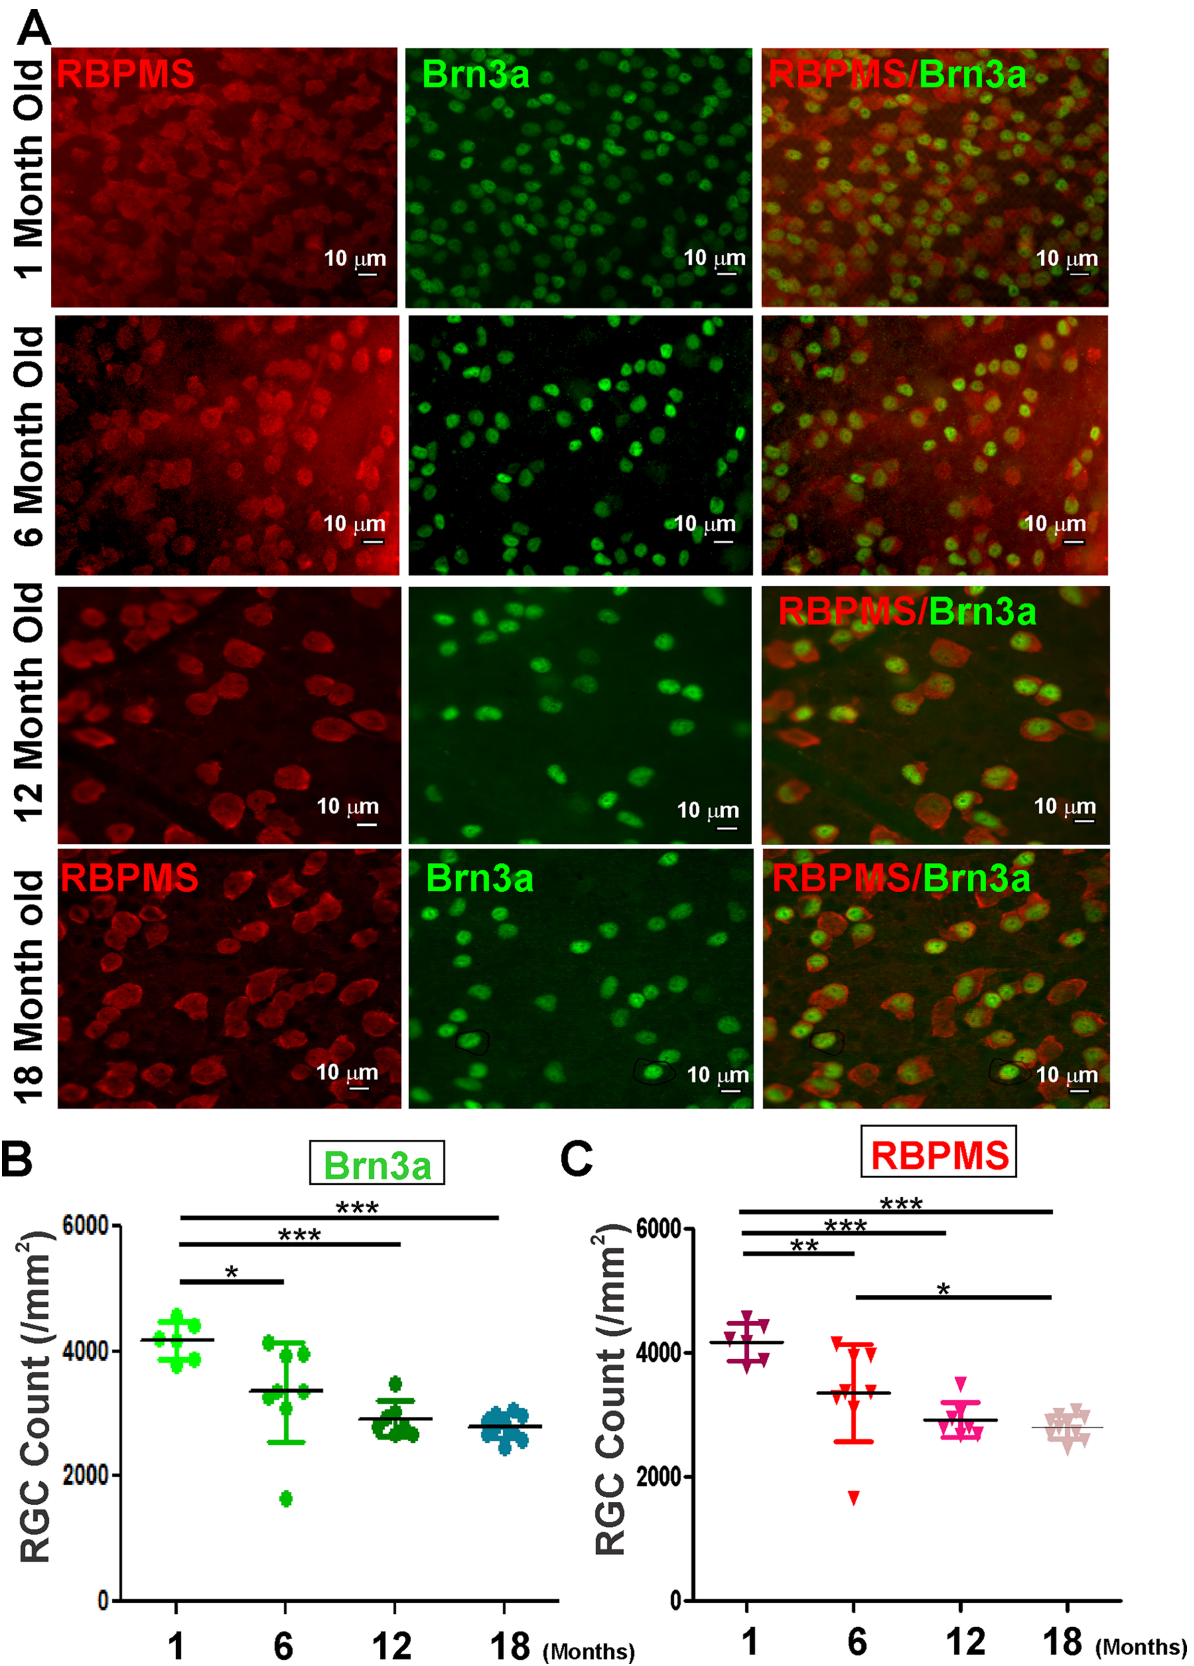 A
1 Month Old
RBPMS
Brn3a
RBPMS/Brn3a
10 µm
10 µm
10 µm
6 Month Old
10 µm
10 µm
10 µm
12 Month Old
RBPMS/Brn3a
10 µm
10 µm
10 µm
18 Month old
RBPMS
Brn3a
RBPMS/Brn3a
10 µm
10 µm
10 µm
B
Brn3a
RGC Count (/mm²)
6000
4000
2000
0
***
***
*
1 6 12 18 (Months)
C
RBPMS
RGC Count (/mm²)
6000
4000
2000
0
***
***
**
*
1 6 12 18 (Months)